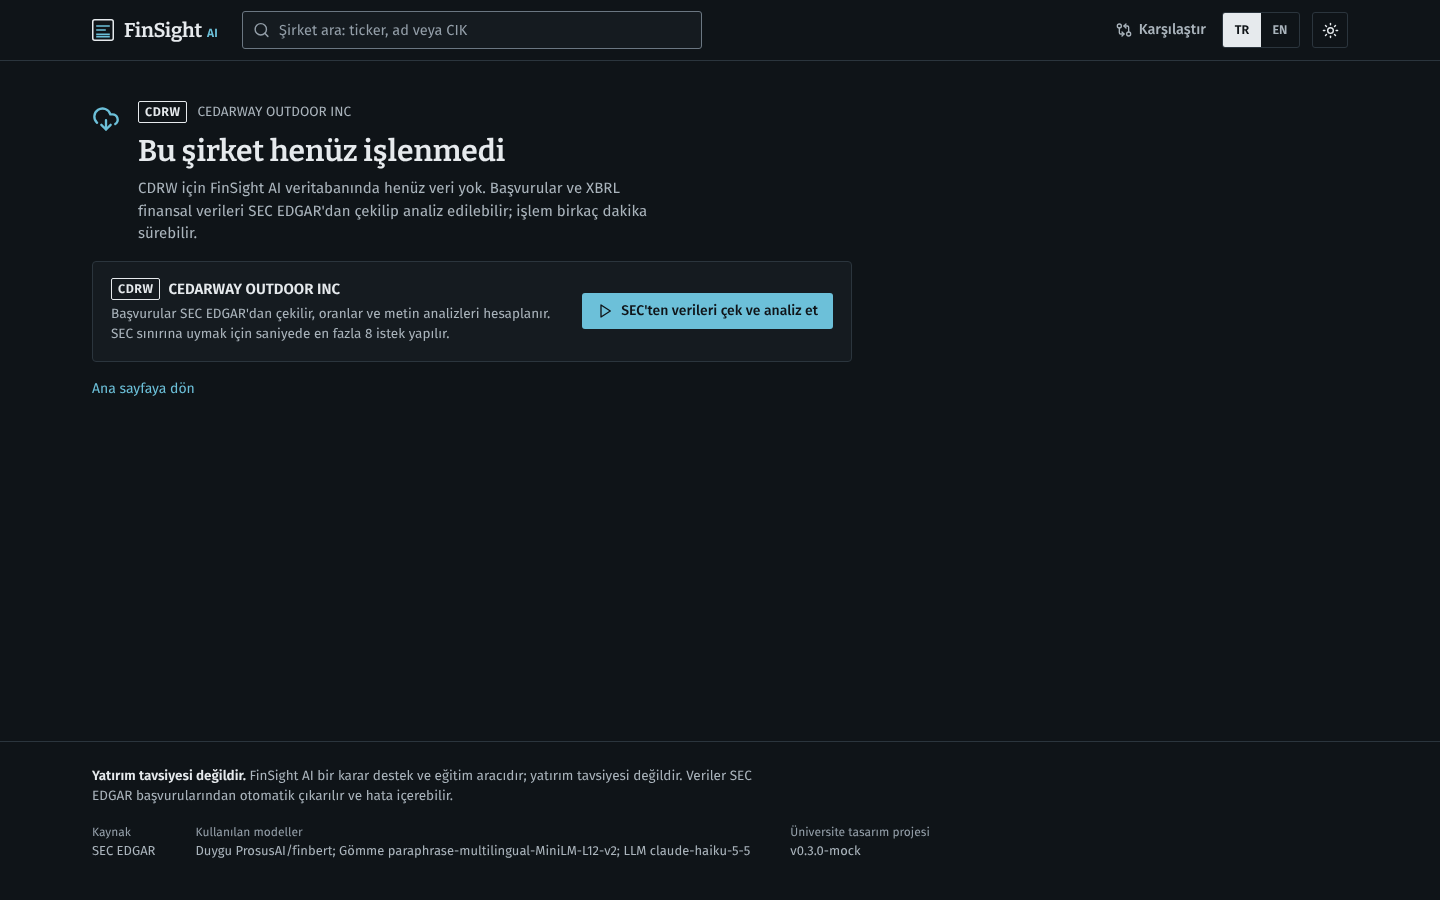 FinSight AI
Şirket ara: ticker, ad veya CIK
Karşılaştır
TR
EN
CDRW
CEDARWAY OUTDOOR INC
Bu şirket henüz işlenmedi
CDRW için FinSight AI veritabanında henüz veri yok. Başvurular ve XBRL
finansal verileri SEC EDGAR'dan çekilip analiz edilebilir; işlem birkaç dakika
sürebilir.
CDRW
CEDARWAY OUTDOOR INC
Başvurular SEC EDGAR'dan çekilir, oranlar ve metin analizleri hesaplanır.
SEC sınırına uymak için saniyede en fazla 8 istek yapılır.
SEC'ten verileri çek ve analiz et
Ana sayfaya dön
Yatırım tavsiyesi değildir. FinSight AI bir karar destek ve eğitim aracıdır; yatırım tavsiyesi değildir. Veriler SEC
EDGAR başvurularından otomatik çıkarılır ve hata içerebilir.
Kaynak
SEC EDGAR
Kullanılan modeller
Duygu ProsusAI/finbert; Gömme paraphrase-multilingual-MiniLM-L12-v2; LLM claude-haiku-5-5
Üniversite tasarım projesi
v0.3.0-mock